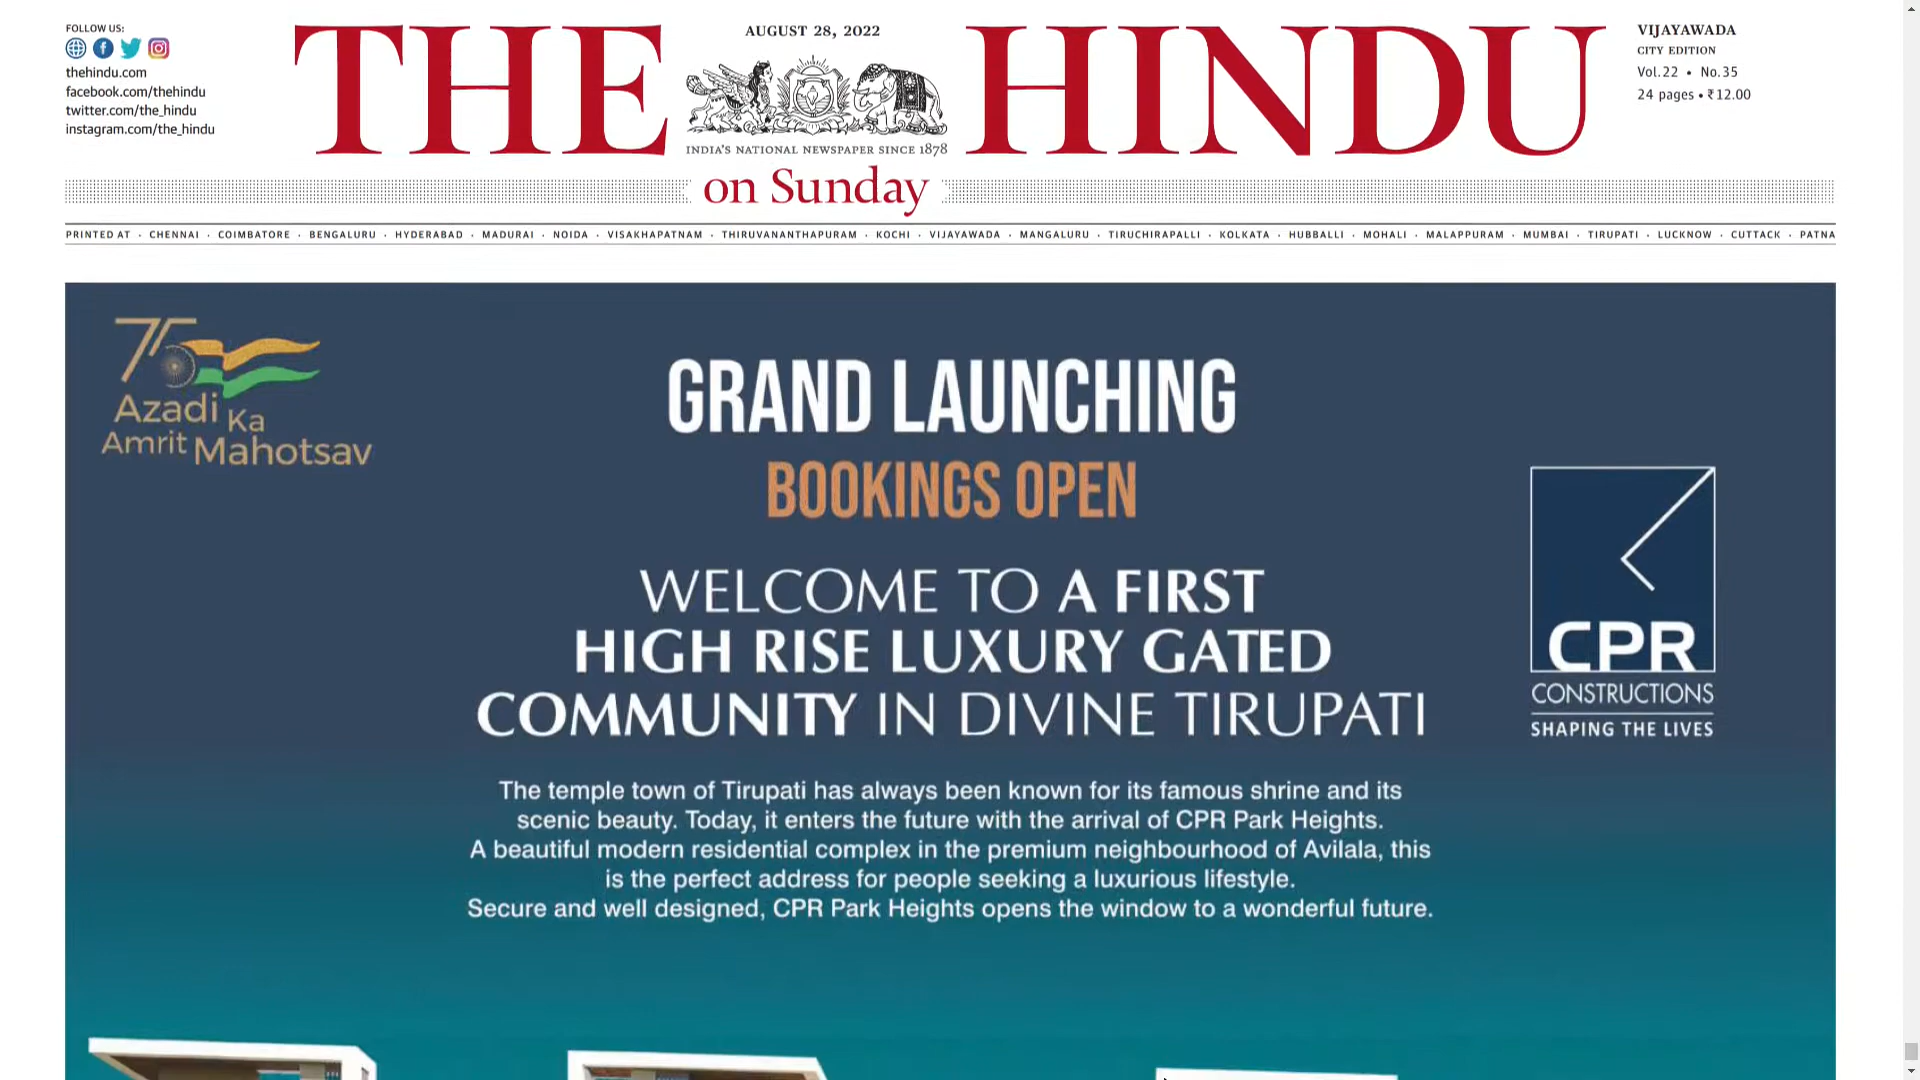 FOLLOW US:
thehindu.com
facebook.com/thehindu
twitter.com/the_hindu
instagram.com/the_hindu
THE HINDU
AUGUST 28, 2022
INDIA'S NATIONAL NEWSPAPER SINCE 1878
on Sunday
VIJAYAWADA
CITY EDITION
Vol.22 • No.35
24 pages • ₹12.00
PRINTED AT · CHENNAI · COIMBATORE · BENGALURU · HYDERABAD · MADURAI · NOIDA · VISAKHAPATNAM · THIRUVANANTHAPURAM · KOCHI · VIJAYAWADA · MANGALURU · TIRUCHIRAPALLI · KOLKATA · HUBBALLI · MOHALI · MALAPPURAM · MUMBAI · TIRUPATI · LUCKNOW · CUTTACK · PATNA
75
Azadi Ka
Amrit Mahotsav
GRAND LAUNCHING
BOOKINGS OPEN
WELCOME TO A FIRST
HIGH RISE LUXURY GATED
COMMUNITY IN DIVINE TIRUPATI
CPR
CONSTRUCTIONS
SHAPING THE LIVES
The temple town of Tirupati has always been known for its famous shrine and its
scenic beauty. Today, it enters the future with the arrival of CPR Park Heights.
A beautiful modern residential complex in the premium neighbourhood of Avilala, this
is the perfect address for people seeking a luxurious lifestyle.
Secure and well designed, CPR Park Heights opens the window to a wonderful future.